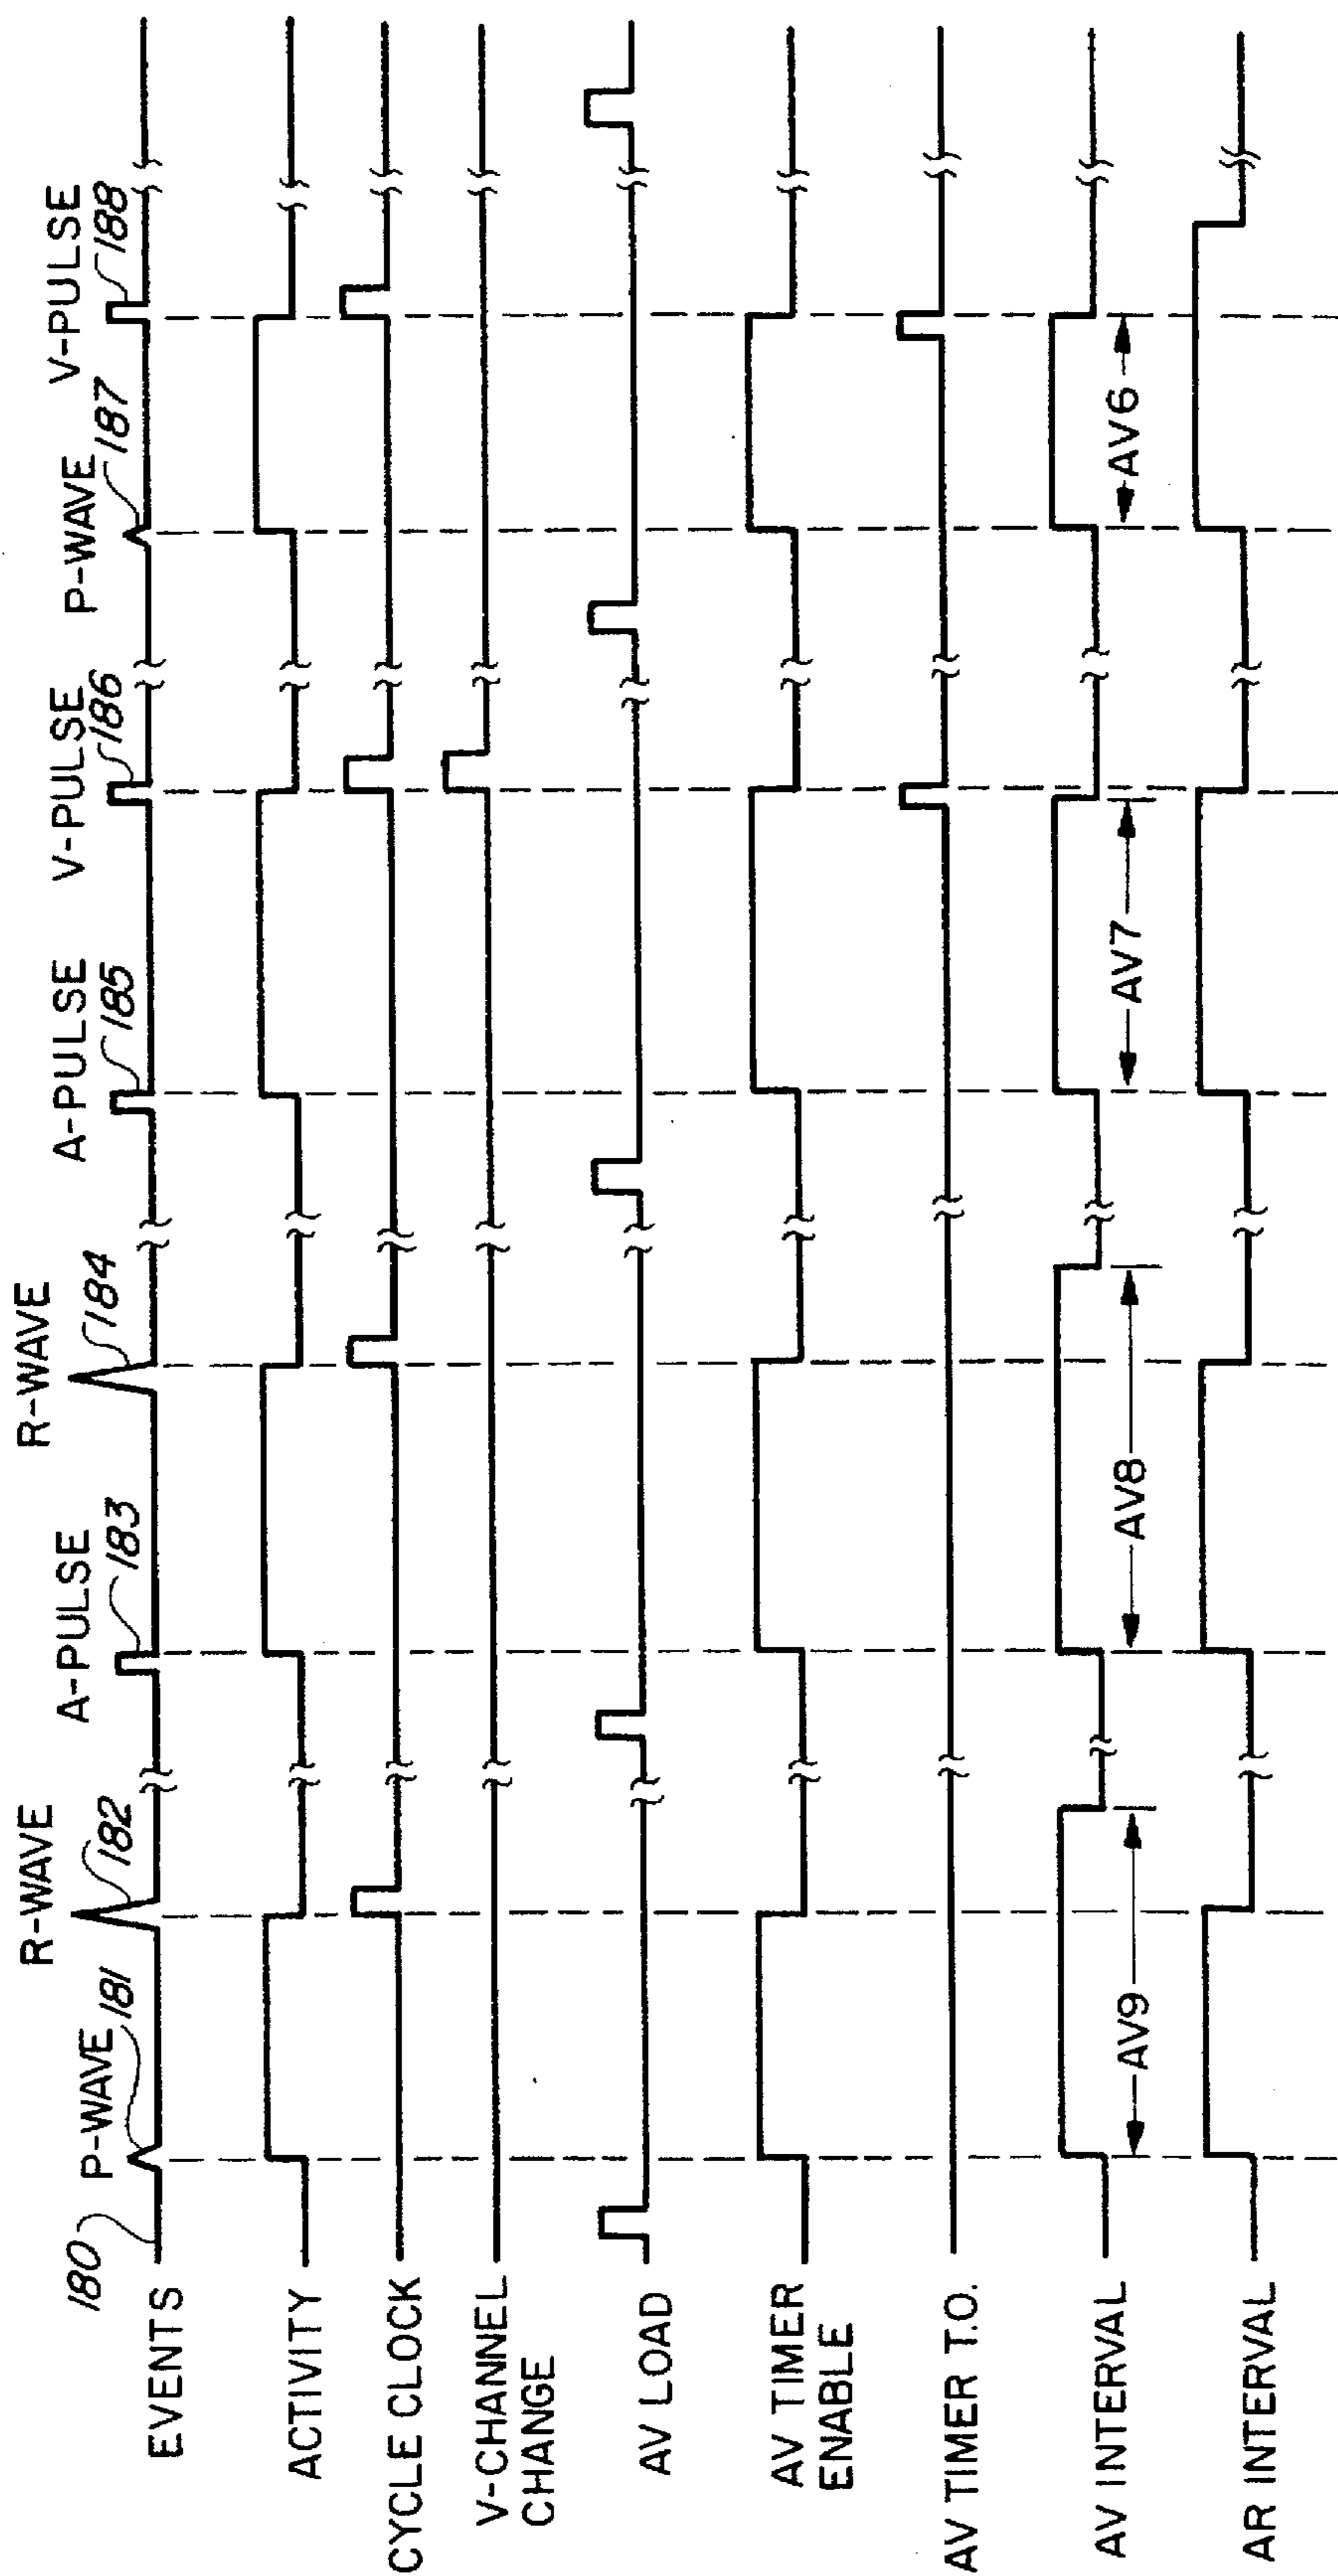 R-WAVE
R-WAVE
P-WAVE
A-PULSE
A-PULSE
V-PULSE
P-WAVE
V-PULSE
180
181
182
183
184
185
186
187
188
EVENTS
ACTIVITY
CYCLE CLOCK
V-CHANNEL
CHANGE
AV LOAD
AV TIMER
ENABLE
AV TIMER T.O.
AV INTERVAL
AV9
AV8
AV7
AV6
AR INTERVAL